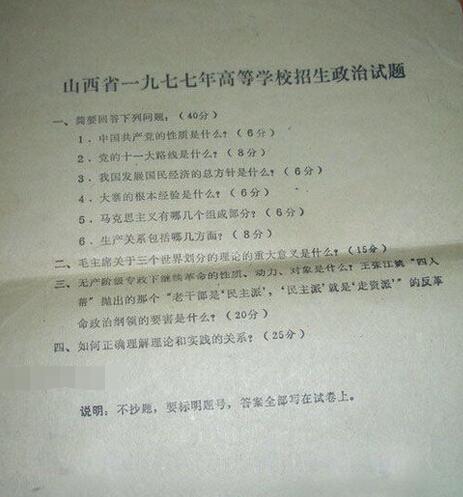 山西省一九七七年高等学校招生政治试题
一、简要回答下列问题：（40分）
1．中国共产党的性质是什么？（6分）
2．党的十一大路线是什么？（8分）
3．我国发展国民经济的总方针是什么？（6分）
4．大寨的根本经验是什么？（6分）
5．马克思主义有哪几个组成部分？（6分）
6．生产关系包括哪几方面？（8分）
二、毛主席关于三个世界划分的理论的重大意义是什么？（15分）
三、无产阶级专政下继续革命的性质、动力、对象是什么？王张江姚“四人
帮”抛出的那个“老干部是‘民主派’，‘民主派’就是‘走资派’”的反革
命政治纲领的要害是什么？（20分）
四、如何正确理解理论和实践的关系？（25分）
说明：不抄题，要标明题号，答案全部写在试卷上。